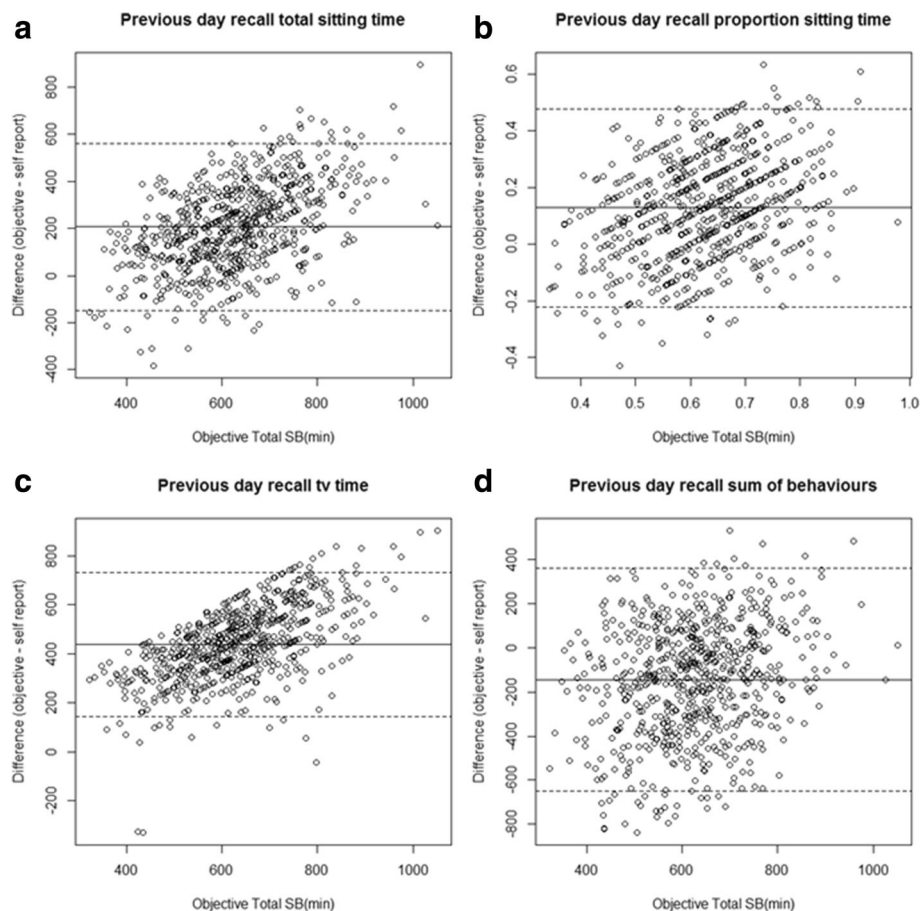 a
Previous day recall total sitting time
Difference (objective - self report)
800
600
400
200
0
-200
-400
400 600 800 1000
Objective Total SB(min)
b
Previous day recall proportion sitting time
Difference (objective - self report)
0.6
0.4
0.2
0.0
-0.2
-0.4
0.4 0.5 0.6 0.7 0.8 0.9 1.0
Objective Total SB(min)
c
Previous day recall tv time
Difference (objective - self report)
800
600
400
200
0
-200
400 600 800 1000
Objective Total SB(min)
d
Previous day recall sum of behaviours
Difference (objective - self report)
400
200
0
-200
-400
-600
-800
400 600 800 1000
Objective Total SB(min)